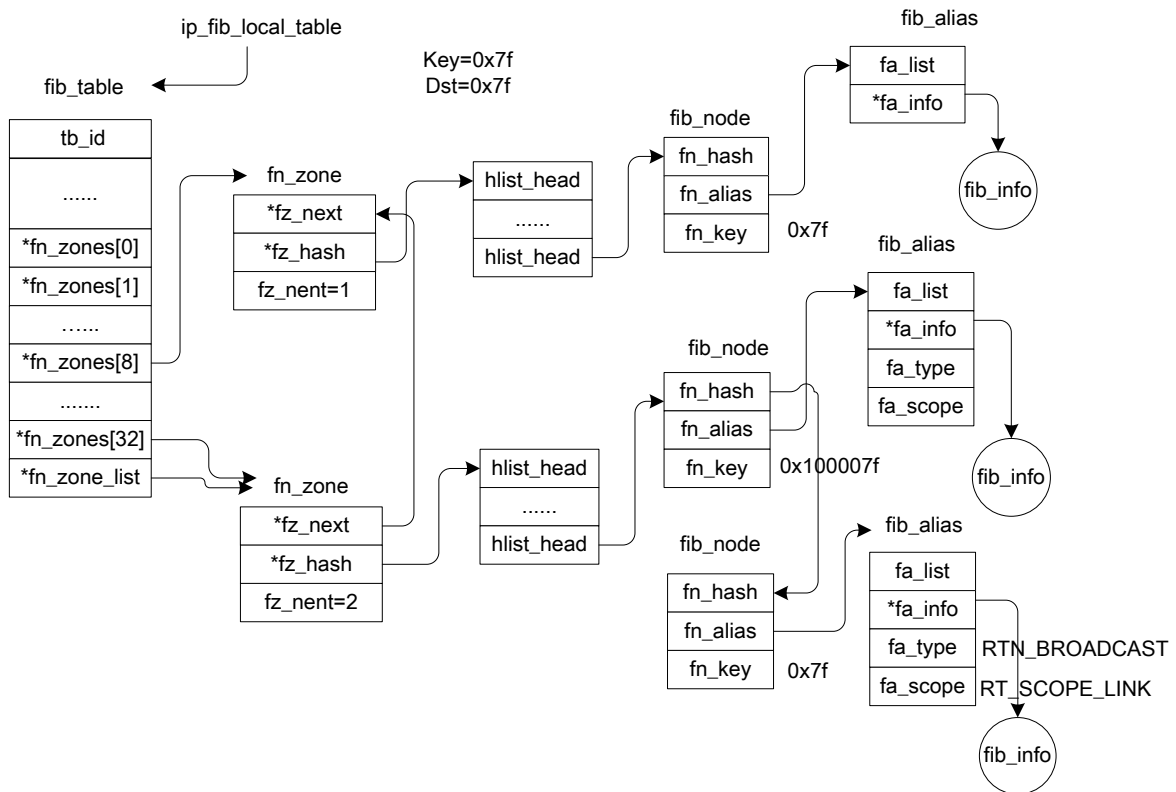 ip_fib_local_table
fib_table
tb_id
......
*fn_zones[0]
*fn_zones[1]
…...
*fn_zones[8]
.......
*fn_zones[32]
*fn_zone_list
Key=0x7f
Dst=0x7f
fn_zone
*fz_next
*fz_hash
fz_nent=1
hlist_head
......
hlist_head
fib_node
fn_hash
fn_alias
fn_key
0x7f
fib_alias
fa_list
*fa_info
fib_info
fn_zone
*fz_next
*fz_hash
fz_nent=2
hlist_head
......
hlist_head
fib_node
fn_hash
fn_alias
fn_key
0x100007f
fib_alias
fa_list
*fa_info
fa_type
fa_scope
fib_info
fib_node
fn_hash
fn_alias
fn_key
0x7f
fib_alias
fa_list
*fa_info
fa_type
RTN_BROADCAST
fa_scope
RT_SCOPE_LINK
fib_info